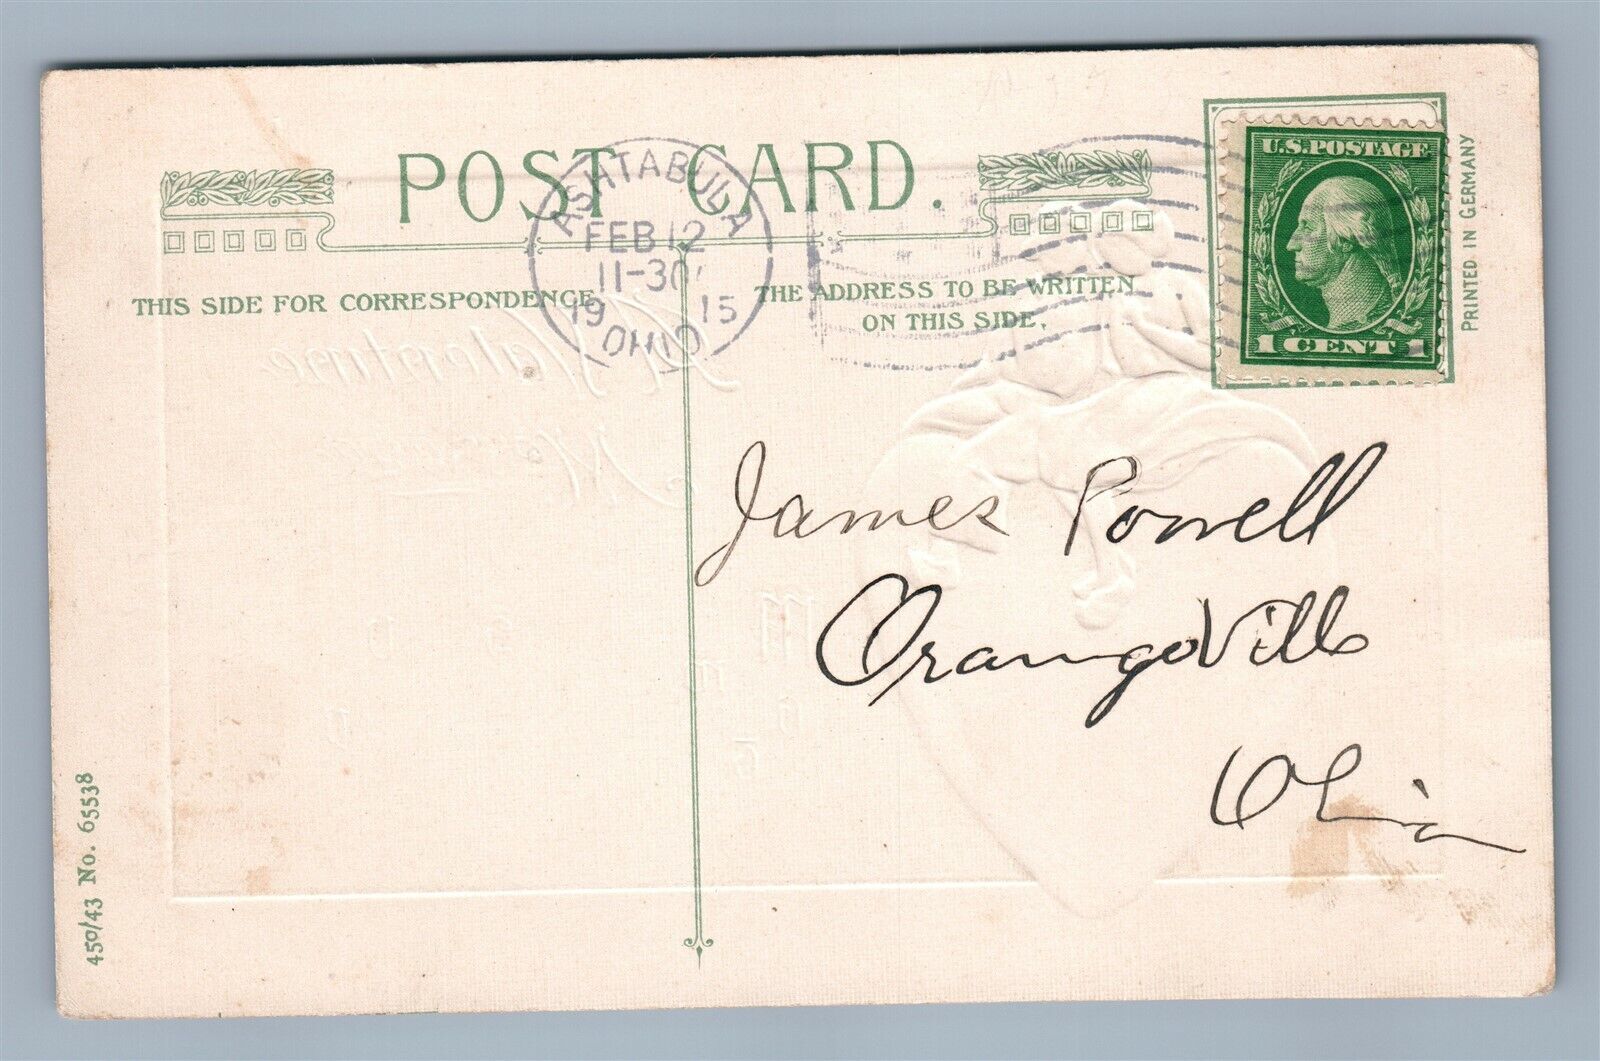 POST CARD.
ASHTABULA
FEB 12
11-30
19 15
OHIO
THIS SIDE FOR CORRESPONDENCE
THE ADDRESS TO BE WRITTEN
ON THIS SIDE.
U.S. POSTAGE
1 CENT 1
PRINTED IN GERMANY
James Powell
OrangeVille
Ohio
450/43 No. 65538